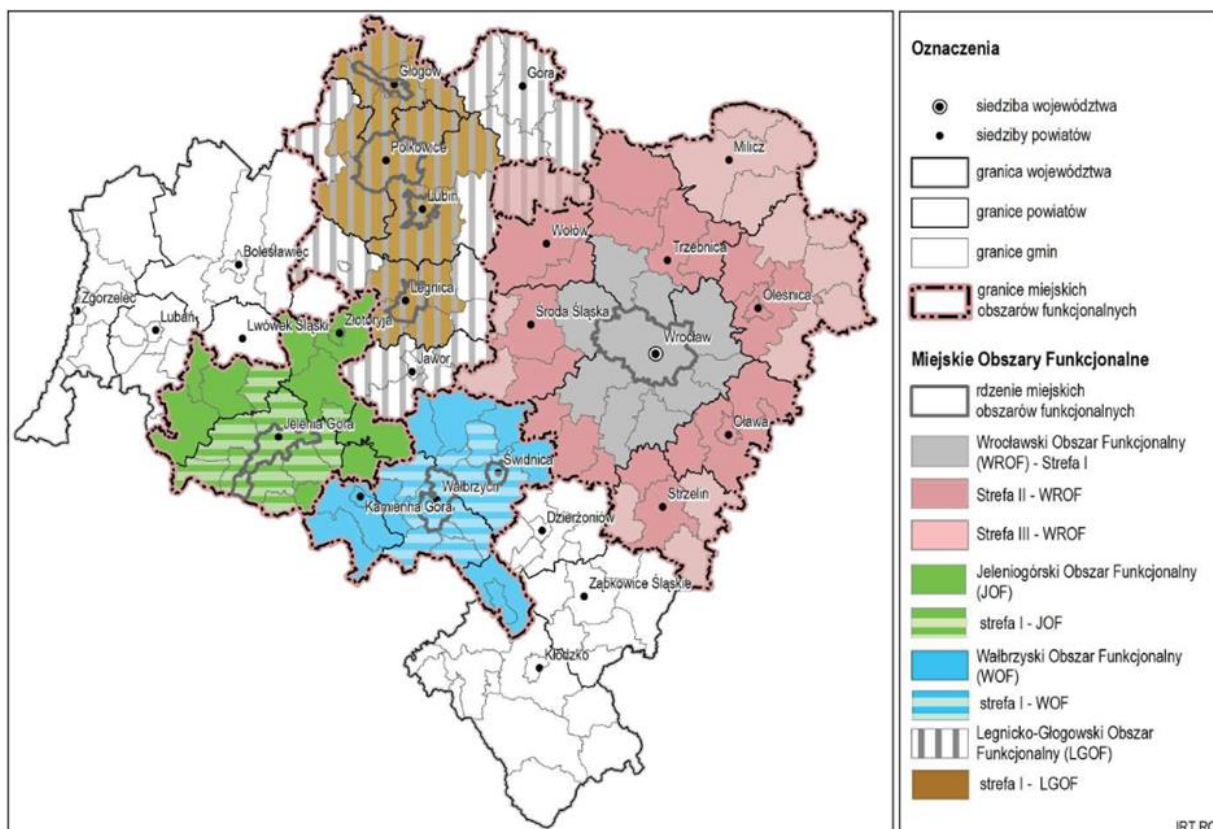 Głogów
Góra
Polkowice
Milicz
Lubin
Wołów
Trzebnica
Bolesławiec
Legnica
Oleśnica
Zgorzelec
Środa Śląska
Lubań
Lwówek Śląski
Złotoryja
Wrocław
Jawor
Jelenia Góra
Oława
Świdnica
Wałbrzych
Kamienna Góra
Strzelin
Dzierżoniów
Ząbkowice Śląskie
Kłodzko
Oznaczenia
siedziba województwa
siedziby powiatów
granica województwa
granice powiatów
granice gmin
granice miejskich
obszarów funkcjonalnych
Miejskie Obszary Funkcjonalne
rdzenie miejskich
obszarów funkcjonalnych
Wrocławski Obszar Funkcjonalny
(WROF) - Strefa I
Strefa II - WROF
Strefa III - WROF
Jeleniogórski Obszar Funkcjonalny
(JOF)
strefa I - JOF
Wałbrzyski Obszar Funkcjonalny
(WOF)
strefa I - WOF
Legnicko-Głogowski Obszar
Funkcjonalny (LGOF)
strefa I - LGOF